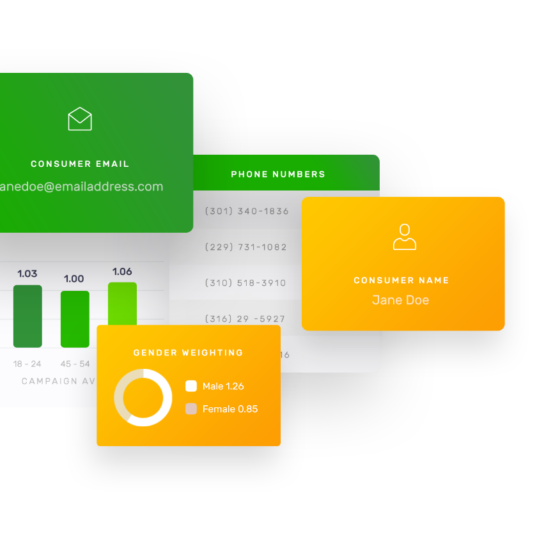 CONSUMER EMAIL
anedoe@emailaddress.com
PHONE NUMBERS
(301) 340-1836
(229) 731-1082
(310) 518-3910
(316) 29 -5927
16
CONSUMER NAME
Jane Doe
1.03
1.00
1.06
18 - 24
45 - 54
CAMPAIGN AV
GENDER WEIGHTING
Male 1.26
Female 0.85